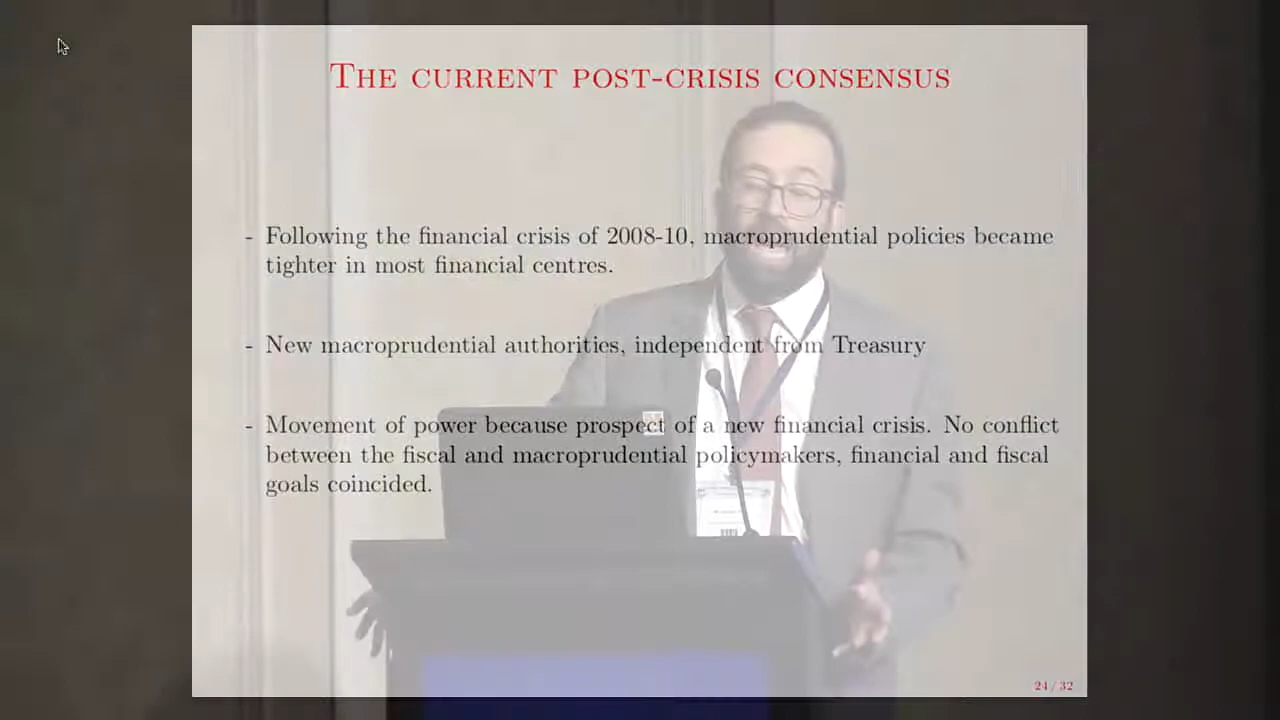 The current post-crisis consensus
- Following the financial crisis of 2008-10, macroprudential policies became
tighter in most financial centres.
- New macroprudential authorities, independent from Treasury
- Movement of power because prospect of a new financial crisis. No conflict
between the fiscal and macroprudential policymakers, financial and fiscal
goals coincided.
24 / 32